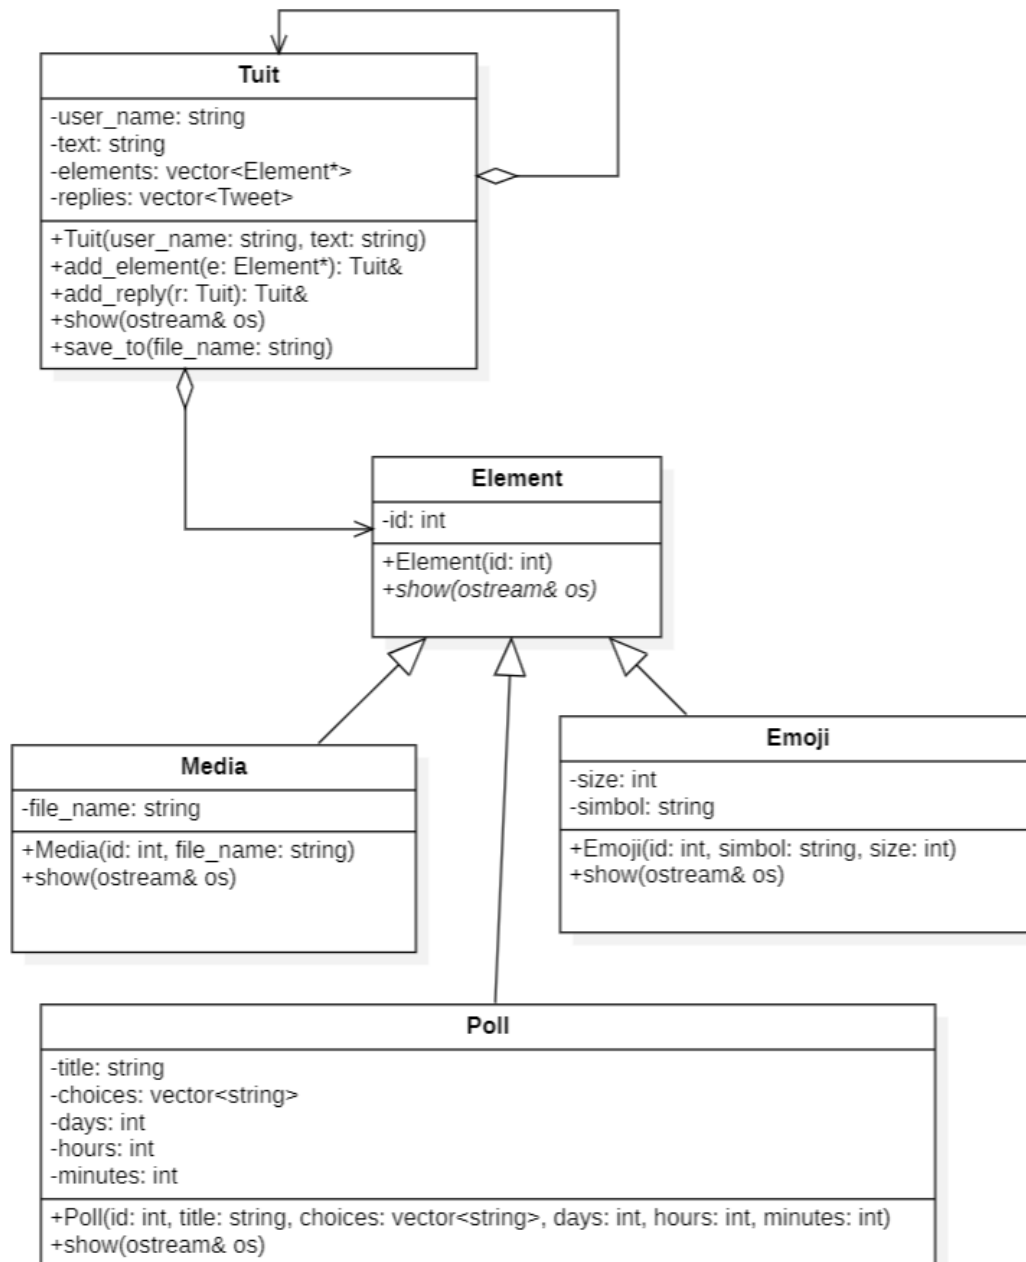 Tuit
-user_name: string
-text: string
-elements: vector<Element*>
-replies: vector<Tweet>
+Tuit(user_name: string, text: string)
+add_element(e: Element*): Tuit&
+add_reply(r: Tuit): Tuit&
+show(ostream& os)
+save_to(file_name: string)
Element
-id: int
+Element(id: int)
+show(ostream& os)
Media
-file_name: string
+Media(id: int, file_name: string)
+show(ostream& os)
Emoji
-size: int
-simbol: string
+Emoji(id: int, simbol: string, size: int)
+show(ostream& os)
Poll
-title: string
-choices: vector<string>
-days: int
-hours: int
-minutes: int
+Poll(id: int, title: string, choices: vector<string>, days: int, hours: int, minutes: int)
+show(ostream& os)